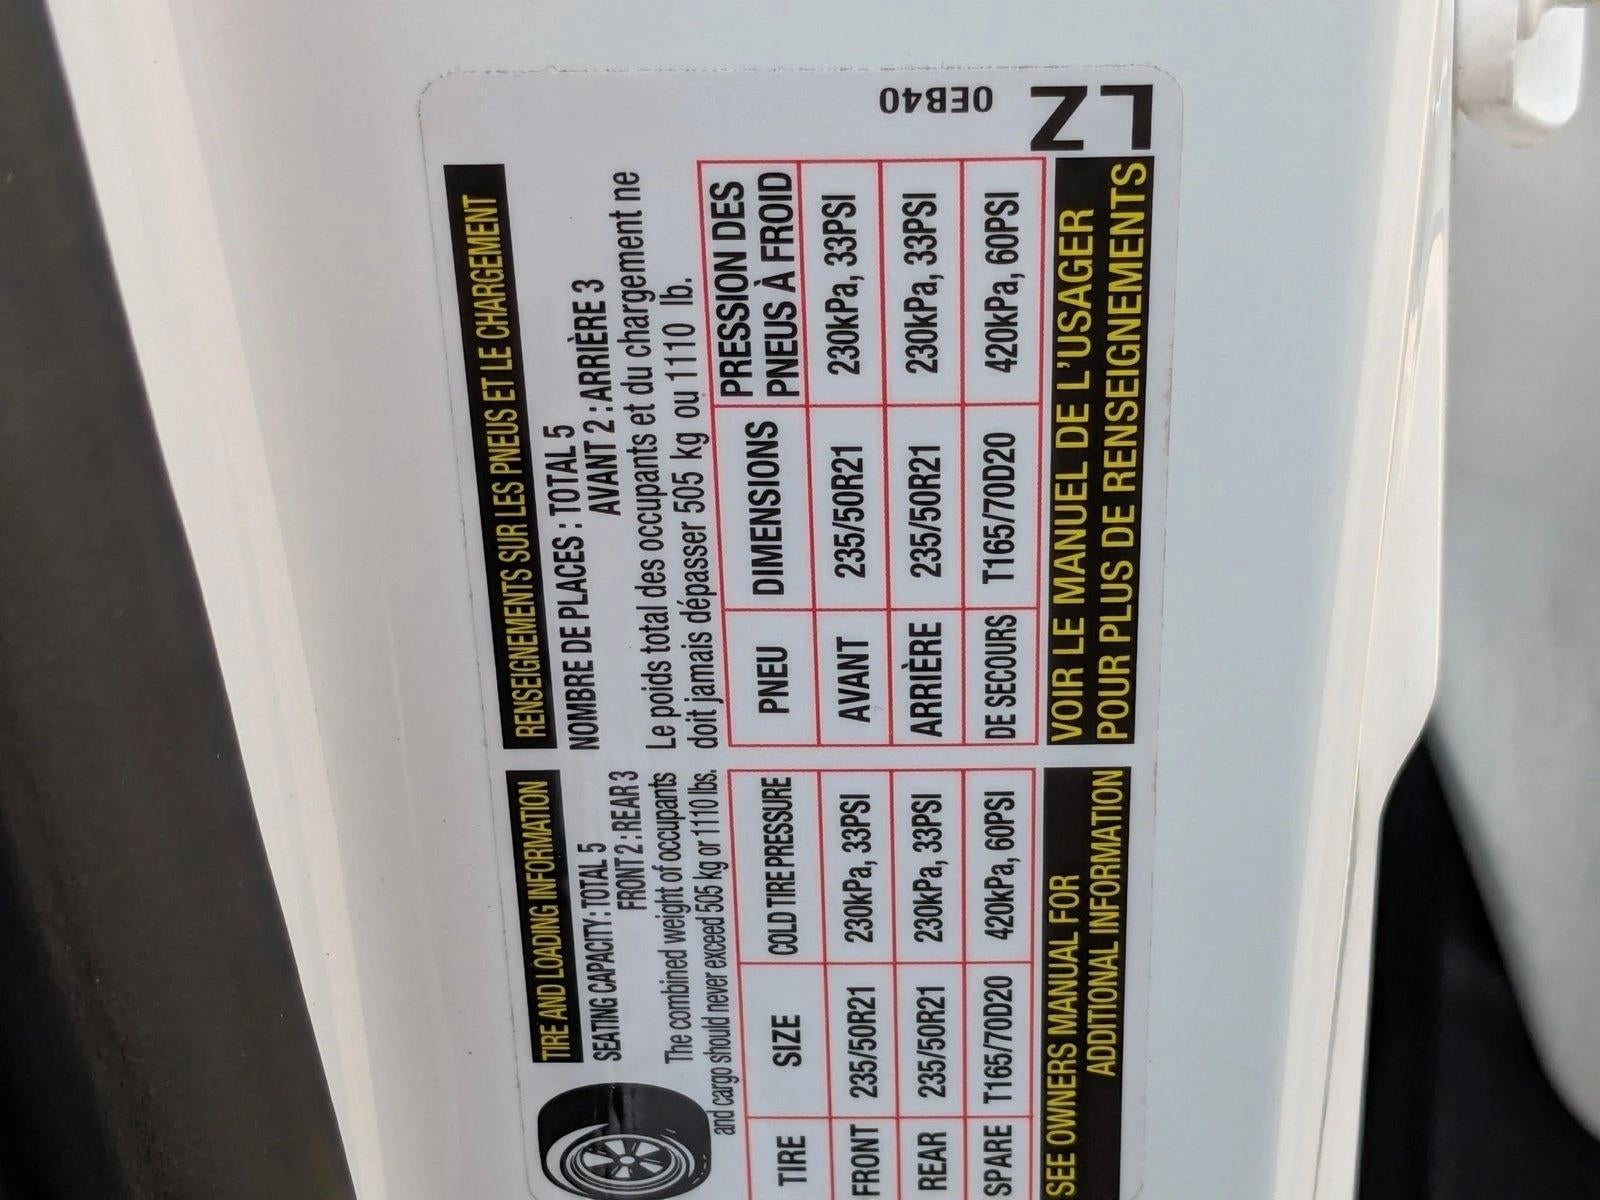 TIRE AND LOADING INFORMATION
SEATING CAPACITY: TOTAL 5
FRONT 2 : REAR 3
The combined weight of occupants
and cargo should never exceed 505 kg or 1110 lbs.
TIRE SIZE COLD TIRE PRESSURE
FRONT 235/50R21 230kPa, 33PSI
REAR 235/50R21 230kPa, 33PSI
SPARE T165/70D20 420kPa, 60PSI
SEE OWNERS MANUAL FOR
ADDITIONAL INFORMATION
RENSEIGNEMENTS SUR LES PNEUS ET LE CHARGEMENT
NOMBRE DE PLACES : TOTAL 5
AVANT 2 : ARRIÈRE 3
Le poids total des occupants et du chargement ne
doit jamais dépasser 505 kg ou 1110 lb.
PNEU DIMENSIONS PRESSION DES
PNEUS À FROID
AVANT 235/50R21 230kPa, 33PSI
ARRIÈRE 235/50R21 230kPa, 33PSI
DE SECOURS T165/70D20 420kPa, 60PSI
VOIR LE MANUEL DE L'USAGER
POUR PLUS DE RENSEIGNEMENTS
0EB40
LZ